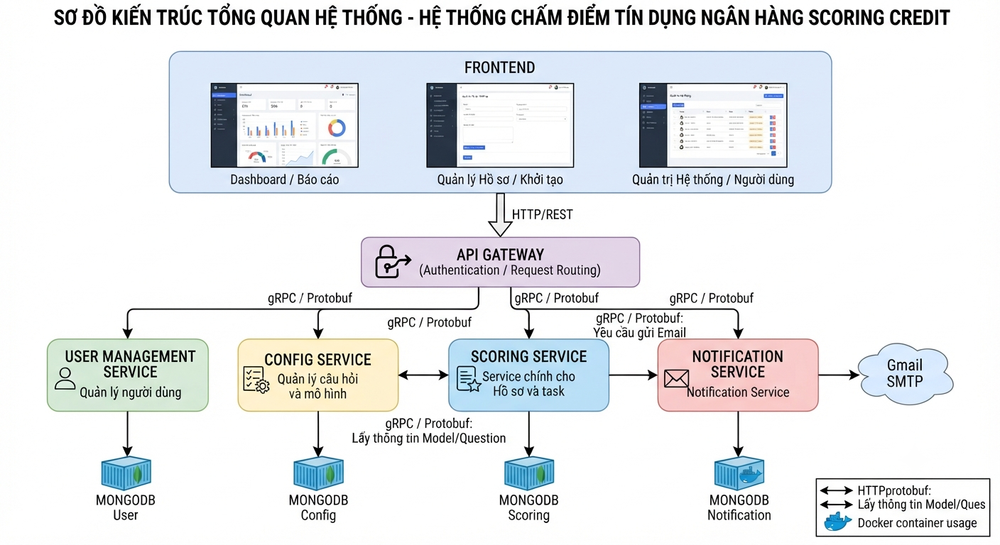 SƠ ĐỒ KIẾN TRÚC TỔNG QUAN HỆ THỐNG - HỆ THỐNG CHẤM ĐIỂM TÍN DỤNG NGÂN HÀNG SCORING CREDIT
FRONTEND
Dashboard / Báo cáo
Quản lý Hồ sơ / Khởi tạo
Quản trị Hệ thống / Người dùng
HTTP/REST
API GATEWAY
(Authentication / Request Routing)
gRPC / Protobuf
gRPC / Protobuf
gRPC / Protobuf
gRPC / Protobuf
gRPC / Protobuf:
Yêu cầu gửi Email
USER MANAGEMENT
SERVICE
Quản lý người dùng
CONFIG SERVICE
Quản lý câu hỏi
và mô hình
SCORING SERVICE
Service chính cho
Hồ sơ và task
NOTIFICATION
SERVICE
Notification Service
Gmail
SMTP
gRPC / Protobuf:
Lấy thông tin Model/Question
MONGODB
User
MONGODB
Config
MONGODB
Scoring
MONGODB
Notification
HTTPprotobuf:
Lấy thông tin Model/Ques
Docker container usage